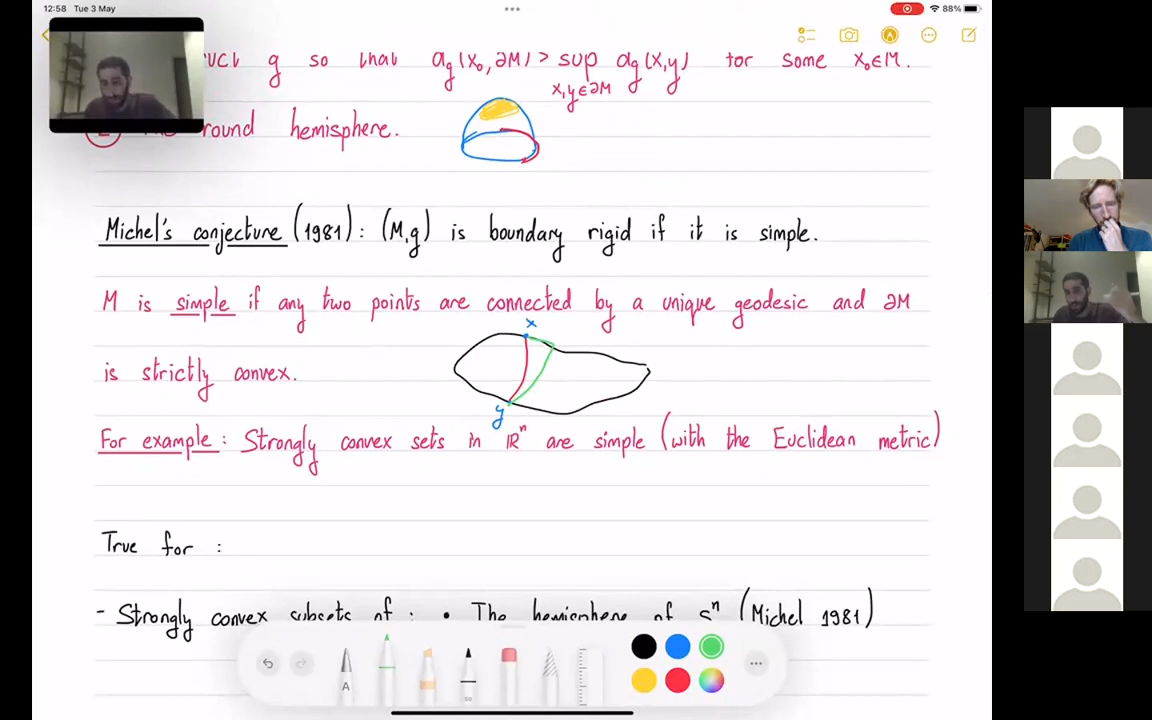 12:58 Tue 3 May
88%
g so that dg(x₀, ∂M) > sup dg(x,y) for some x₀∈M.
x,y∈∂M
round hemisphere.
Michel's conjecture (1981): (M,g) is boundary rigid if it is simple.
M is simple if any two points are connected by a unique geodesic and ∂M
x
is strictly convex.
y
For example: Strongly convex sets in ℝⁿ are simple (with the Euclidean metric)
True for :
- Strongly convex subsets of : • The hemisphere of Sⁿ (Michel 1981)
A
50